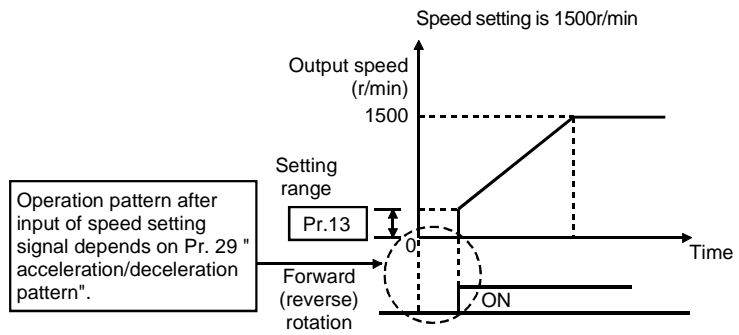 Speed setting is 1500r/min
Output speed
(r/min)
1500
Setting
range
Pr.13
Operation pattern after
input of speed setting
signal depends on Pr. 29 "
acceleration/deceleration
pattern".
0
Time
Forward
(reverse)
rotation
ON